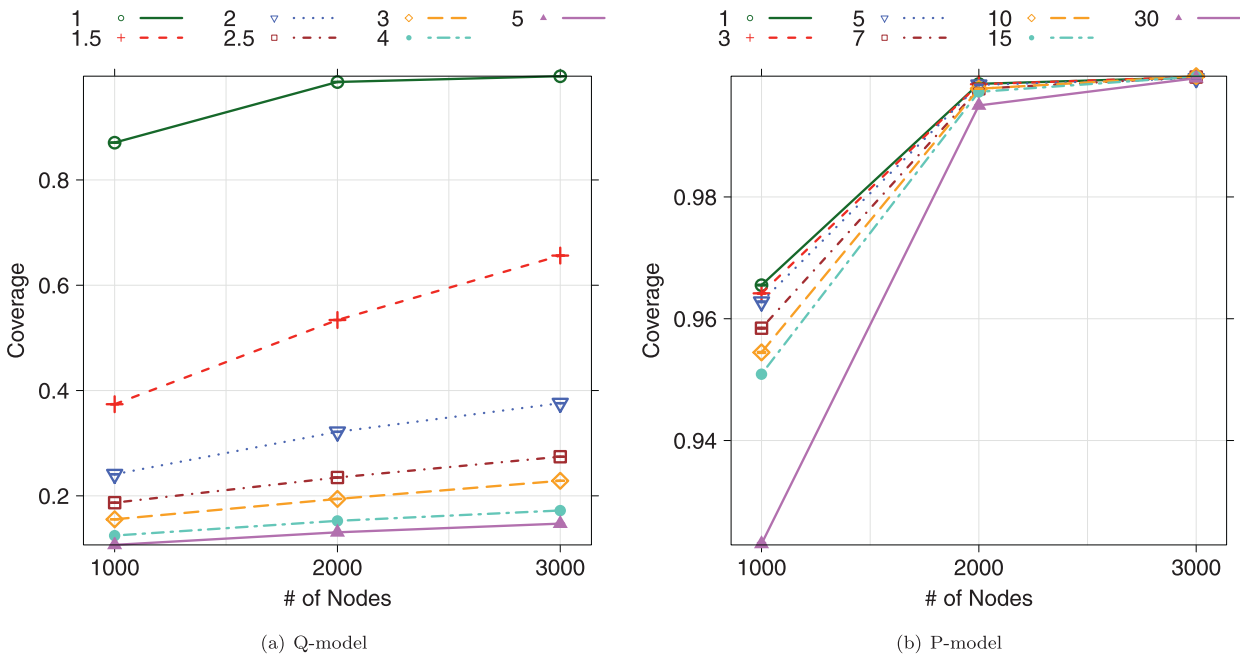 1 2 3 5
1.5 2.5 4
0.8
0.6
0.4
0.2
Coverage
1000 2000 3000
# of Nodes
(a) Q-model
1 5 10 30
3 7 15
0.98
0.96
0.94
Coverage
1000 2000 3000
# of Nodes
(b) P-model